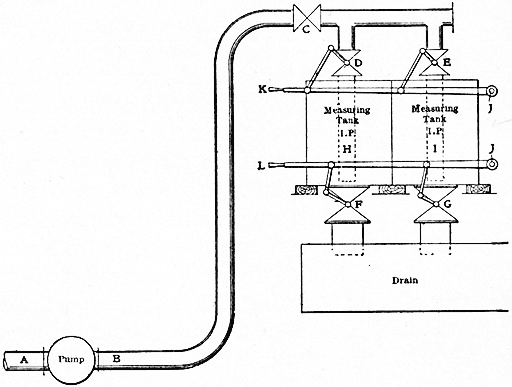 C
D
E
K
J
Measuring
Tank
I.P.
H
Measuring
Tank
I.P.
I
L
J
F
G
Drain
A
Pump
B